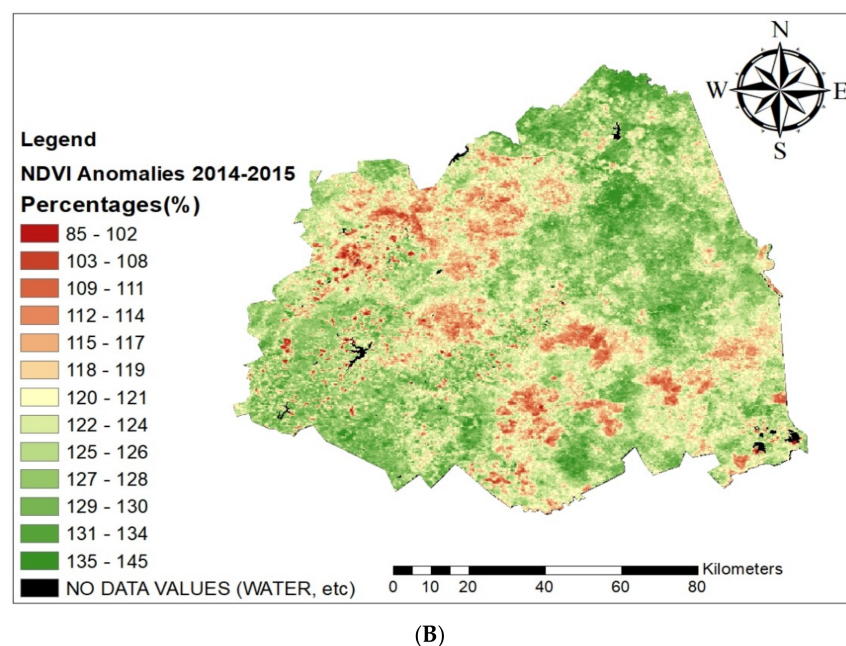 N
W E
S
Legend
NDVI Anomalies 2014-2015
Percentages(%)
85 - 102
103 - 108
109 - 111
112 - 114
115 - 117
118 - 119
120 - 121
122 - 124
125 - 126
127 - 128
129 - 130
131 - 134
135 - 145
NO DATA VALUES (WATER, etc)
Kilometers
0 10 20 40 60 80
(B)